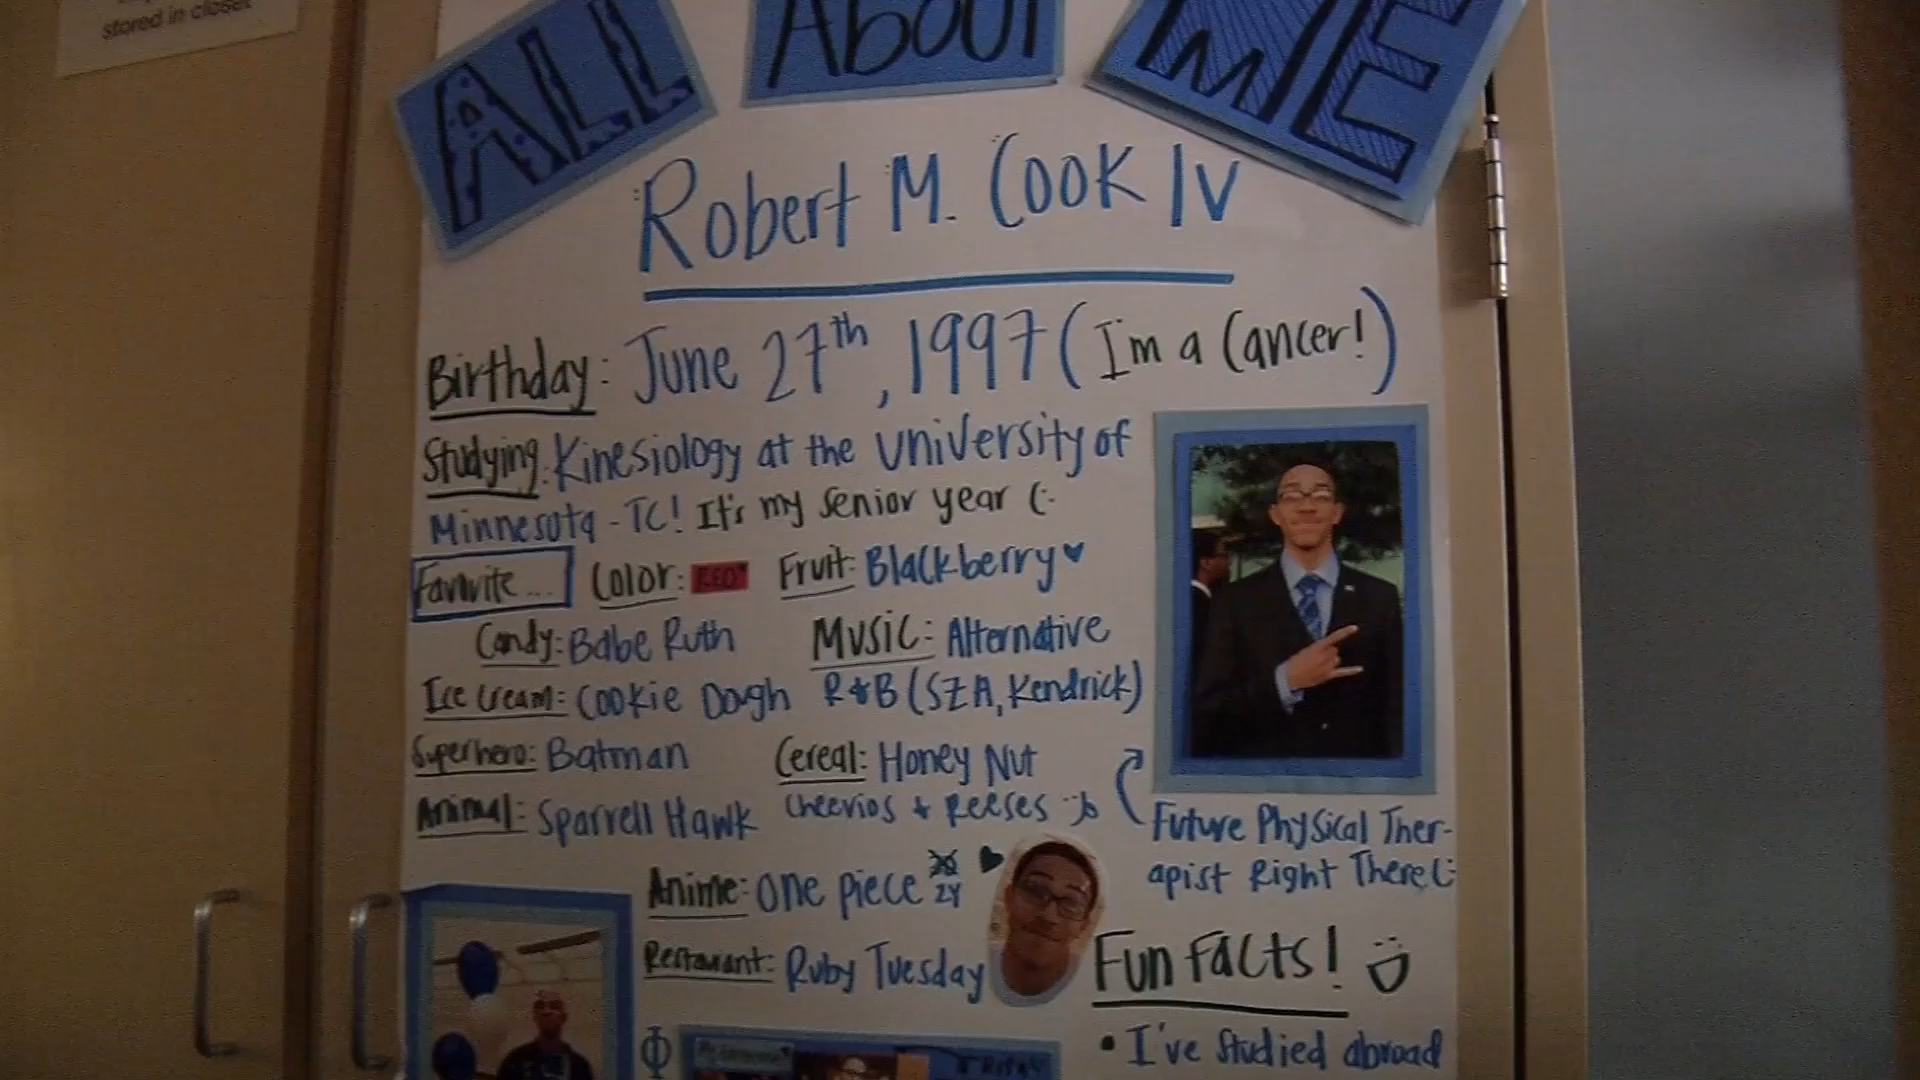 stored in closet
ALL ABOUT ME
Robert M. Cook IV
Birthday: June 27th, 1997 (I'm a Cancer!)
Studying: Kinesiology at the University of
Minnesota - TC! It's my senior year (:
Favorite... Color: RED Fruit: Blackberry ♥
Candy: Babe Ruth Music: Alternative
R&B (SZA, Kendrick)
Ice Cream: Cookie Dough
Superhero: Batman Cereal: Honey Nut
Cheerios & Reeses
Animal: Sparrell Hawk
Future Physical Ther-
apist Right There (:
Anime: One Piece
Restaurant: Ruby Tuesday
Fun Facts!
• I've studied abroad
Φ